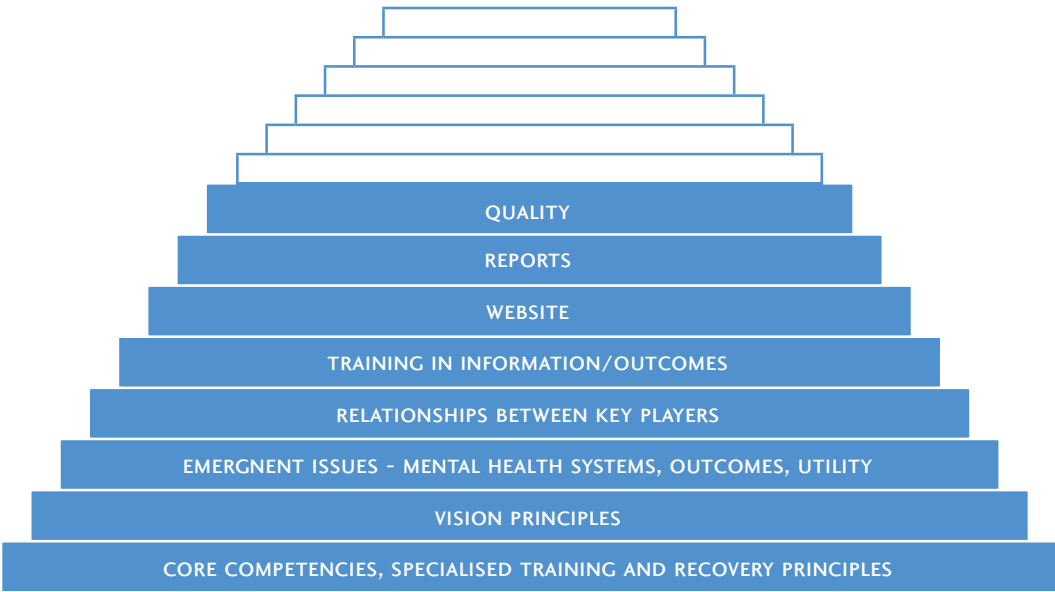 QUALITY
REPORTS
WEBSITE
TRAINING IN INFORMATION/OUTCOMES
RELATIONSHIPS BETWEEN KEY PLAYERS
EMERGNENT ISSUES - MENTAL HEALTH SYSTEMS, OUTCOMES, UTILITY
VISION PRINCIPLES
CORE COMPETENCIES, SPECIALISED TRAINING AND RECOVERY PRINCIPLES